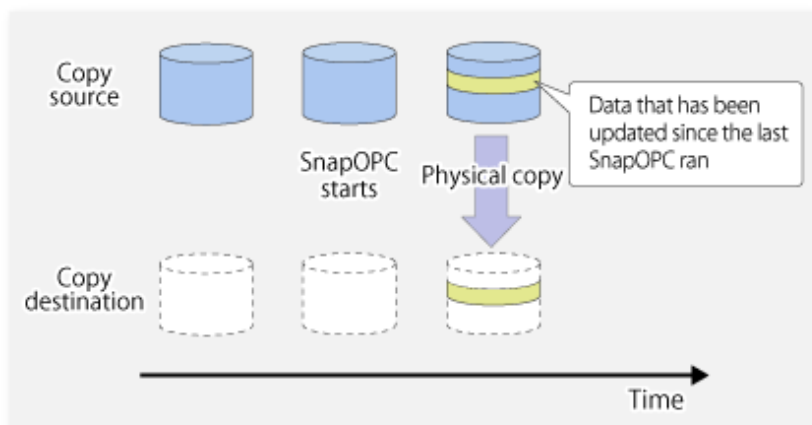 Copy
source
Data that has been
updated since the last
SnapOPC ran
SnapOPC
starts
Physical copy
Copy
destination
Time